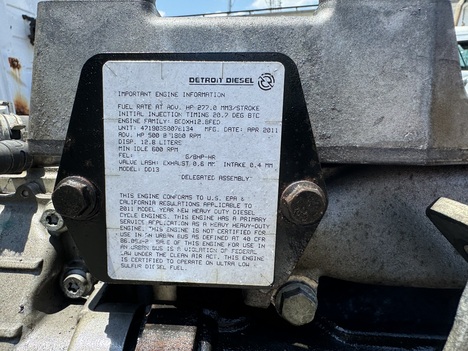 DETROIT DIESEL
IMPORTANT ENGINE INFORMATION
FUEL RATE AT ADV. HP 277.0 MM3/STROKE
INITIAL INJECTION TIMING 20.7 DEG BTC
ENGINE FAMILY: BCDXH12.8FED
UNIT: 471903S0076134 MFG. DATE: APR 2011
ADV. HP 500 @ 1800 RPM
DISP. 12.8 LITERS
MIN IDLE 600 RPM
FEL: G/BHP-HR
VALVE LASH: EXHAUST 0.6 MM INTAKE 0.4 MM
MODEL: DD13
DELEGATED ASSEMBLY
THIS ENGINE CONFORMS TO U.S. EPA &
CALIFORNIA REGULATIONS APPLICABLE TO
2011 MODEL YEAR NEW HEAVY DUTY DIESEL
CYCLE ENGINES. THIS ENGINE HAS A PRIMARY
SERVICE APPLICATION AS A HEAVY HEAVY-DUTY
ENGINE. THIS ENGINE IS NOT CERTIFIED FOR
USE IN AN URBAN BUS AS DEFINED AT 40 CFR
86.09/-2. SALE OF THIS ENGINE FOR USE IN
AN URBAN BUS IS A VIOLATION OF FEDERAL
LAW UNDER THE CLEAN AIR ACT. THIS ENGINE
IS CERTIFIED TO OPERATE ON ULTRA LOW
SULFUR DIESEL FUEL.